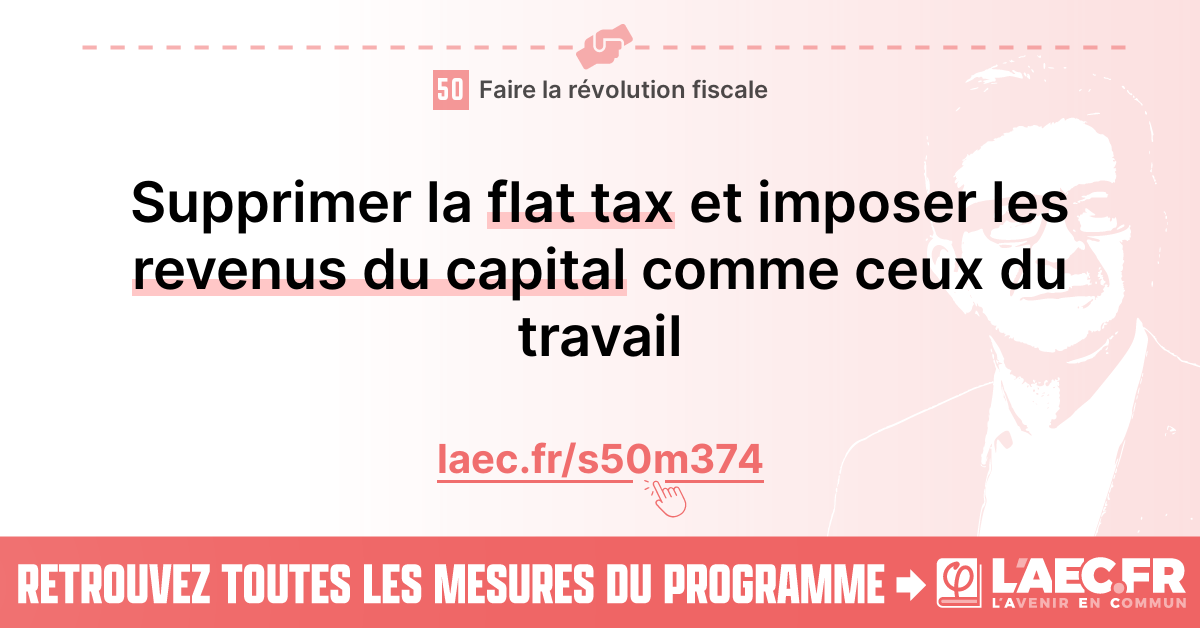 50 Faire la révolution fiscale
Supprimer la flat tax et imposer les
revenus du capital comme ceux du
travail
laec.fr/s50m374
RETROUVEZ TOUTES LES MESURES DU PROGRAMME
φ L'AEC.FR
L'AVENIR EN COMMUN